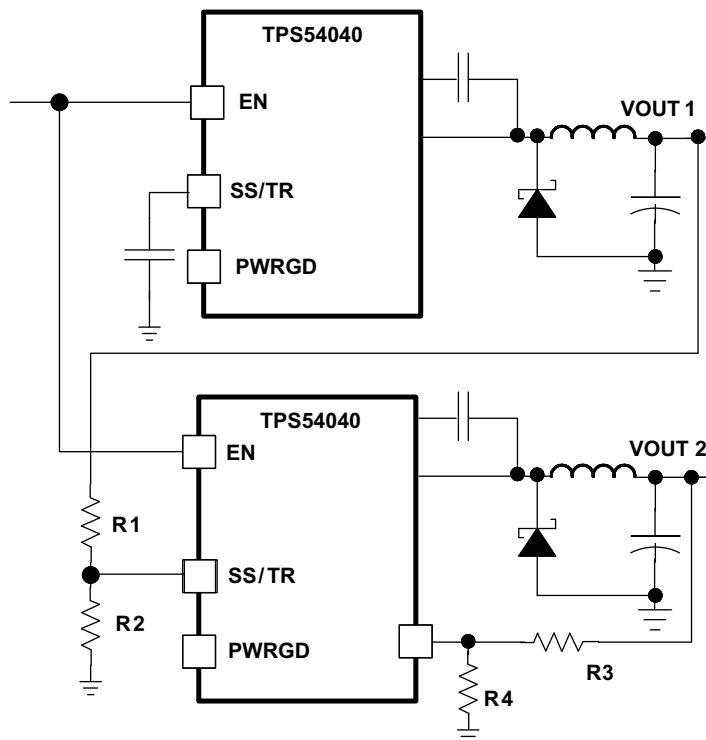 TPS54040
EN
VOUT 1
SS/TR
PWRGD
TPS54040
EN
VOUT 2
R1
SS/TR
R2
PWRGD
R3
R4